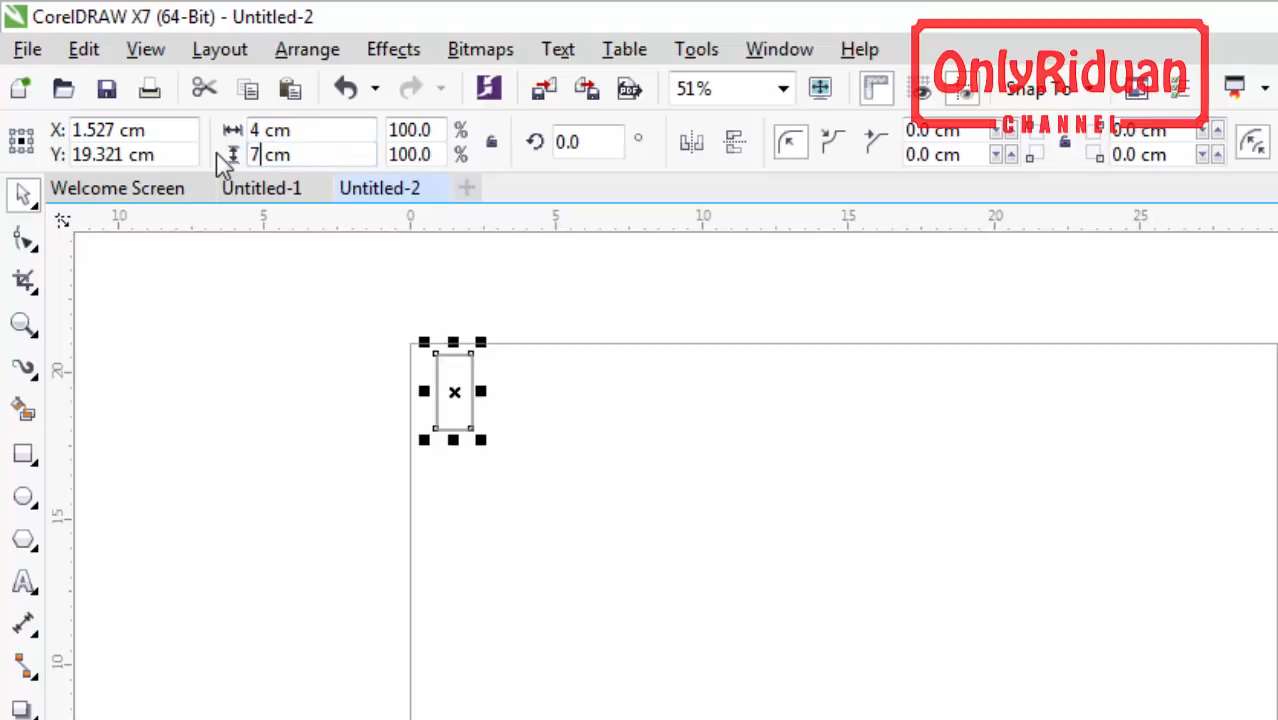 CorelDRAW X7 (64-Bit) - Untitled-2
File Edit View Layout Arrange Effects Bitmaps Text Table Tools Window Help
51% Snap To
OnlyRiduan
CHANNEL
X: 1.527 cm 4 cm 100.0 % 0.0 ° 0.0 cm 0.0 cm
Y: 19.321 cm 7 cm 100.0 % 0.0 cm 0.0 cm
Welcome Screen Untitled-1 Untitled-2
10 5 0 5 10 15 20 25
20
15
10